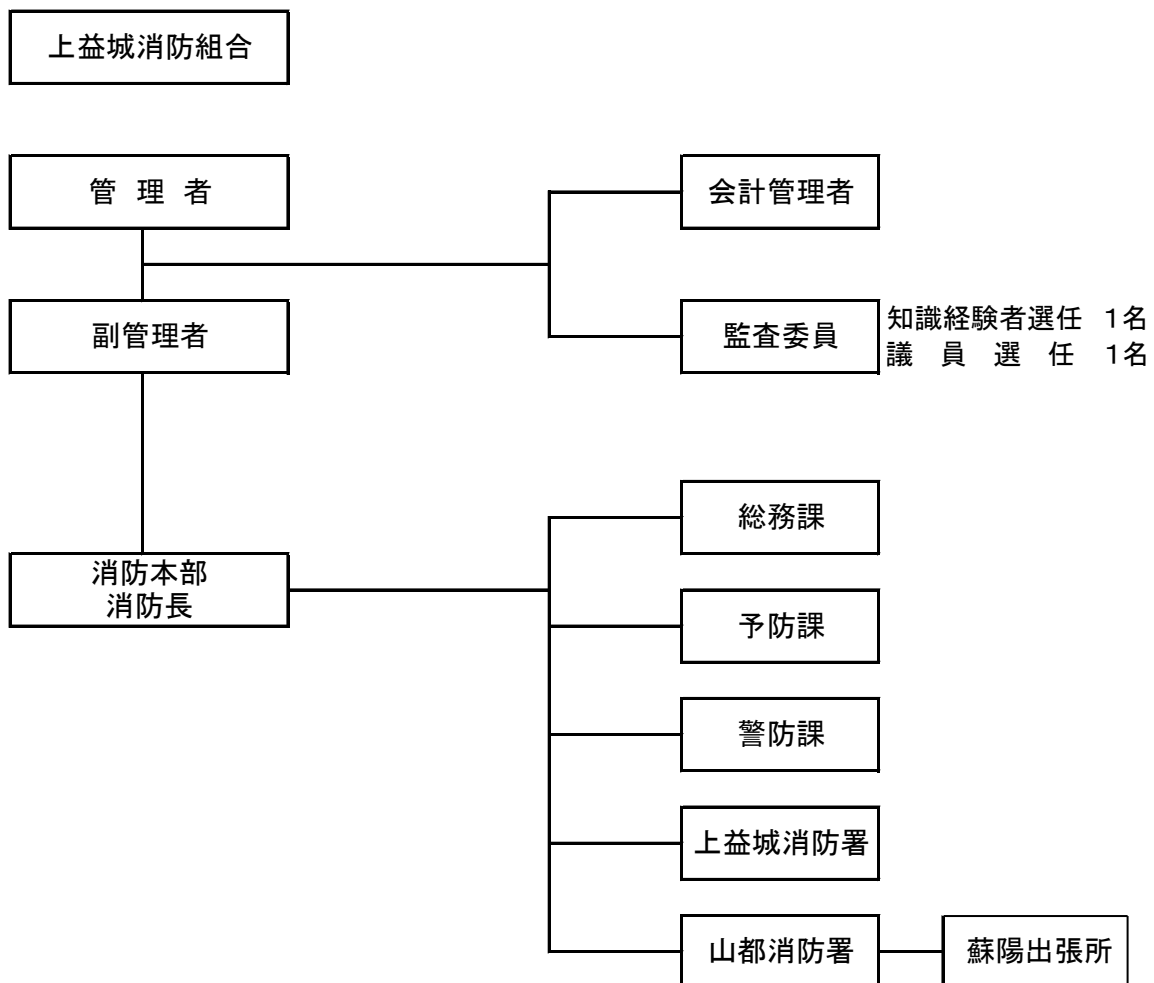 上益城消防組合
管 理 者
会計管理者
副管理者
監査委員
知識経験者選任 1名
議 員 選 任 1名
消防本部
消防長
総務課
予防課
警防課
上益城消防署
山都消防署
蘇陽出張所